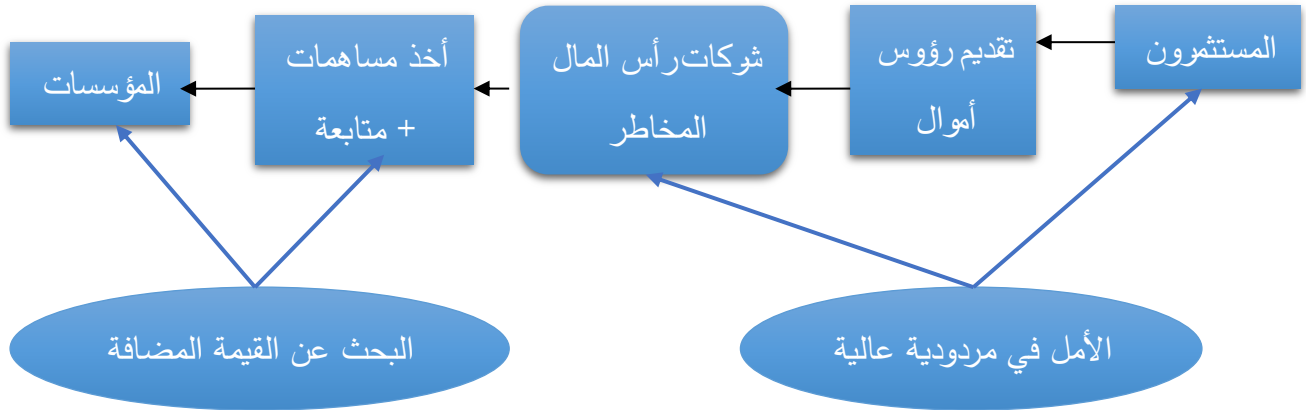 المستثمرون
تقديم رؤوس
أموال
شركات رأس المال
المخاطر
أخذ مساهمات
+ متابعة
المؤسسات
الأمل في مردودية عالية
البحث عن القيمة المضافة